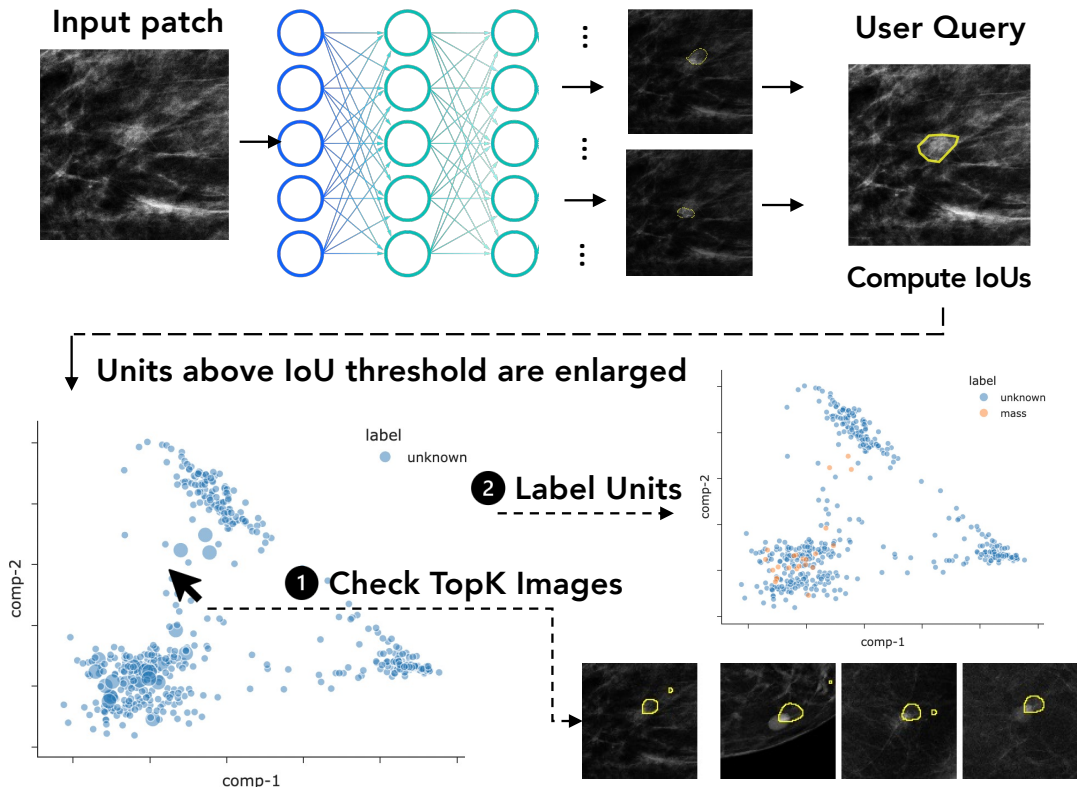 Input patch
User Query
Compute IoUs
Units above IoU threshold are enlarged
label
unknown
comp-2
comp-1
1 Check TopK Images
2 Label Units
label
unknown
mass
comp-2
comp-1